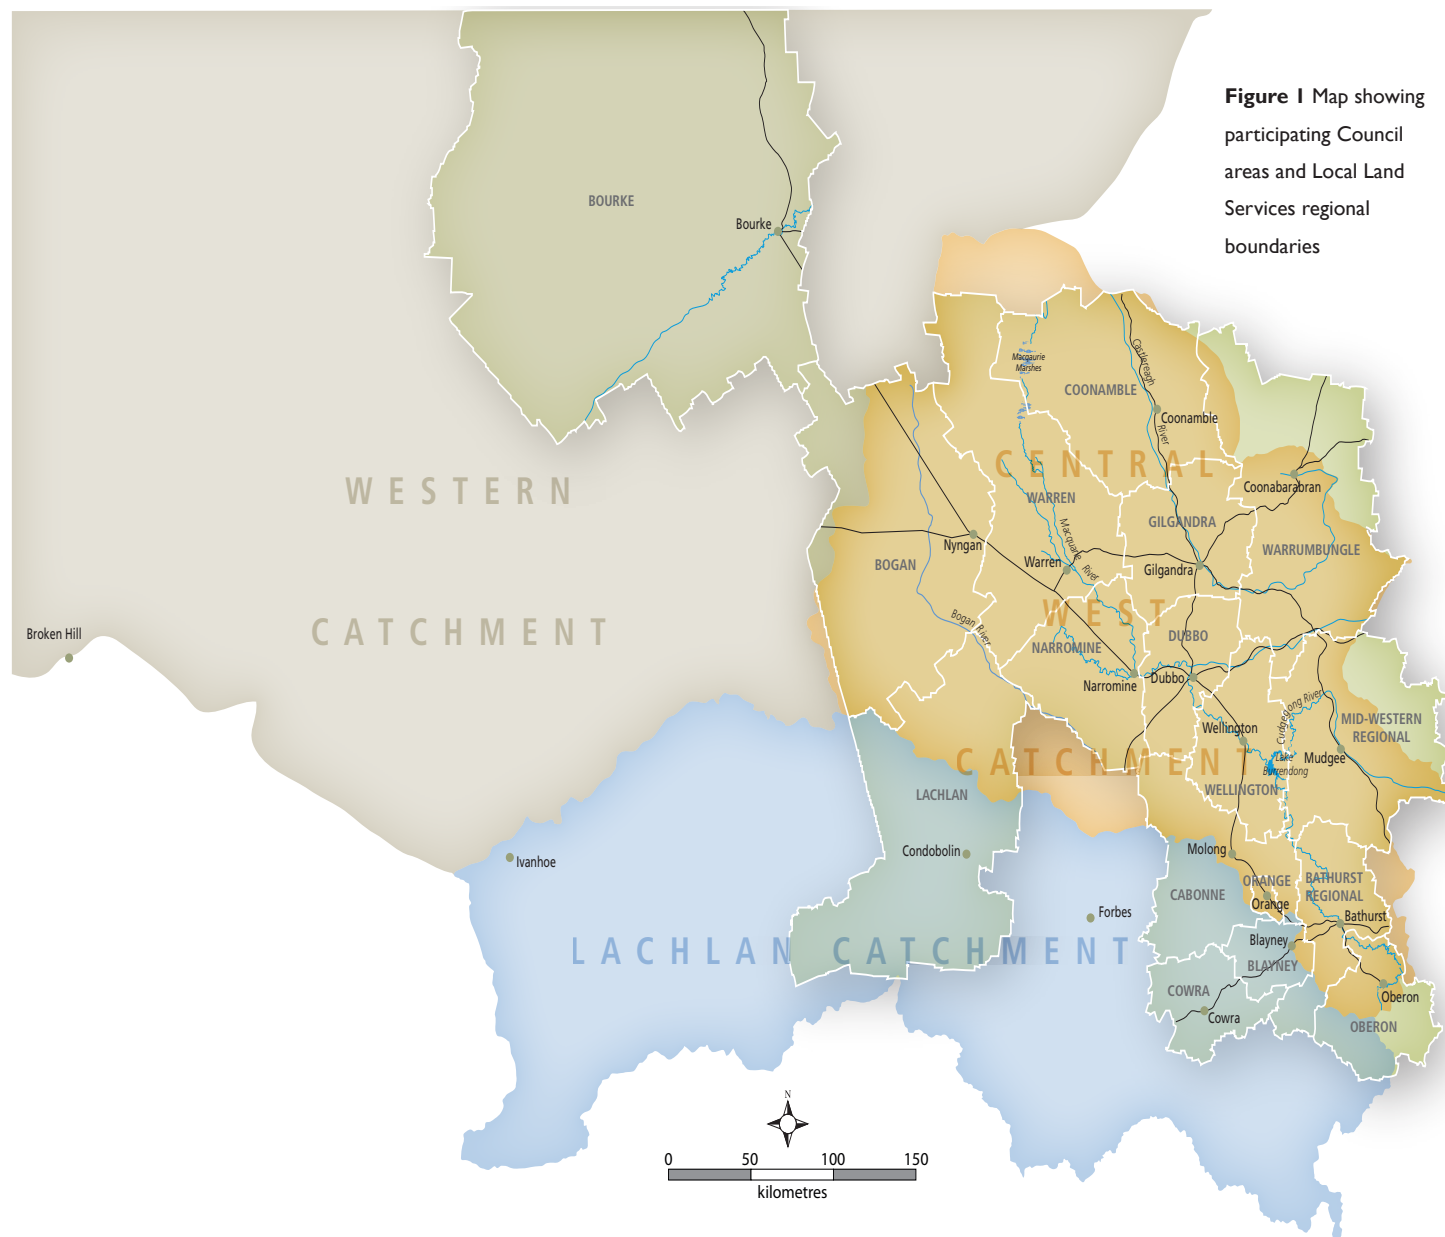 Figure 1 Map showing
participating Council
areas and Local Land
Services regional
boundaries
BOURKE
Bourke
Macqaurie
Marshes
Castlereagh
River
COONAMBLE
Coonamble
WESTERN
CENTRAL
Coonabarabran
WARREN
GILGANDRA
Macquarie
River
Nyngan
WARRUMBUNGLE
BOGAN
Warren
Gilgandra
WEST
Bogan River
CATCHMENT
Broken Hill
DUBBO
NARROMINE
Narromine
Dubbo
Cudgegong River
MID-WESTERN
REGIONAL
Wellington
CATCHMENT
Lake
Burrendong
Mudgee
LACHLAN
WELLINGTON
Condobolin
Molong
Ivanhoe
ORANGE
BATHURST
REGIONAL
CABONNE
Orange
Forbes
Bathurst
LACHLAN CATCHMENT
Blayney
BLAYNEY
COWRA
Oberon
Cowra
OBERON
N
0 50 100 150
kilometres